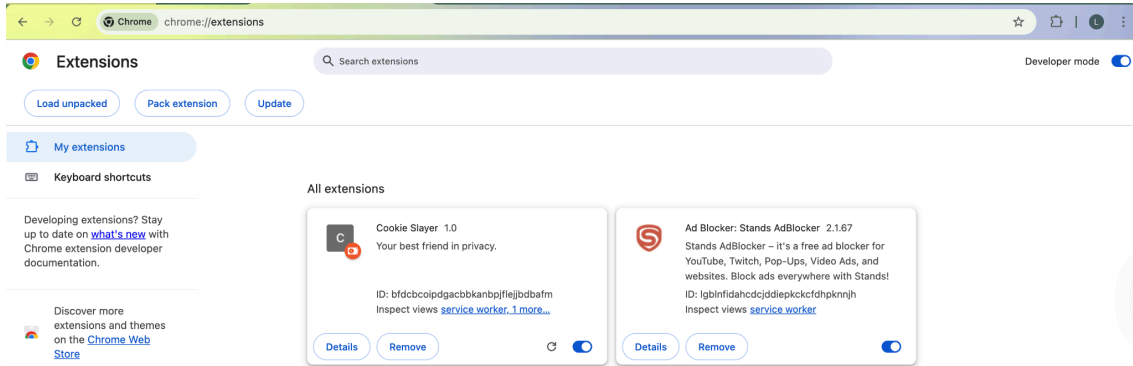 Chrome chrome://extensions L
Extensions
Search extensions
Developer mode
Load unpacked Pack extension Update
My extensions
Keyboard shortcuts
Developing extensions? Stay
up to date on what's new with
Chrome extension developer
documentation.
Discover more
extensions and themes
on the Chrome Web
Store
All extensions
C
Cookie Slayer 1.0
Your best friend in privacy.
ID: bfdcbcoipdgacbbkanbpjflejjbdbafm
Inspect views service worker, 1 more...
Details Remove
S
Ad Blocker: Stands AdBlocker 2.1.67
Stands AdBlocker – it's a free ad blocker for
YouTube, Twitch, Pop-Ups, Video Ads, and
websites. Block ads everywhere with Stands!
ID: lgblnfidahcdcjddiepkckcfdhpknnjh
Inspect views service worker
Details Remove